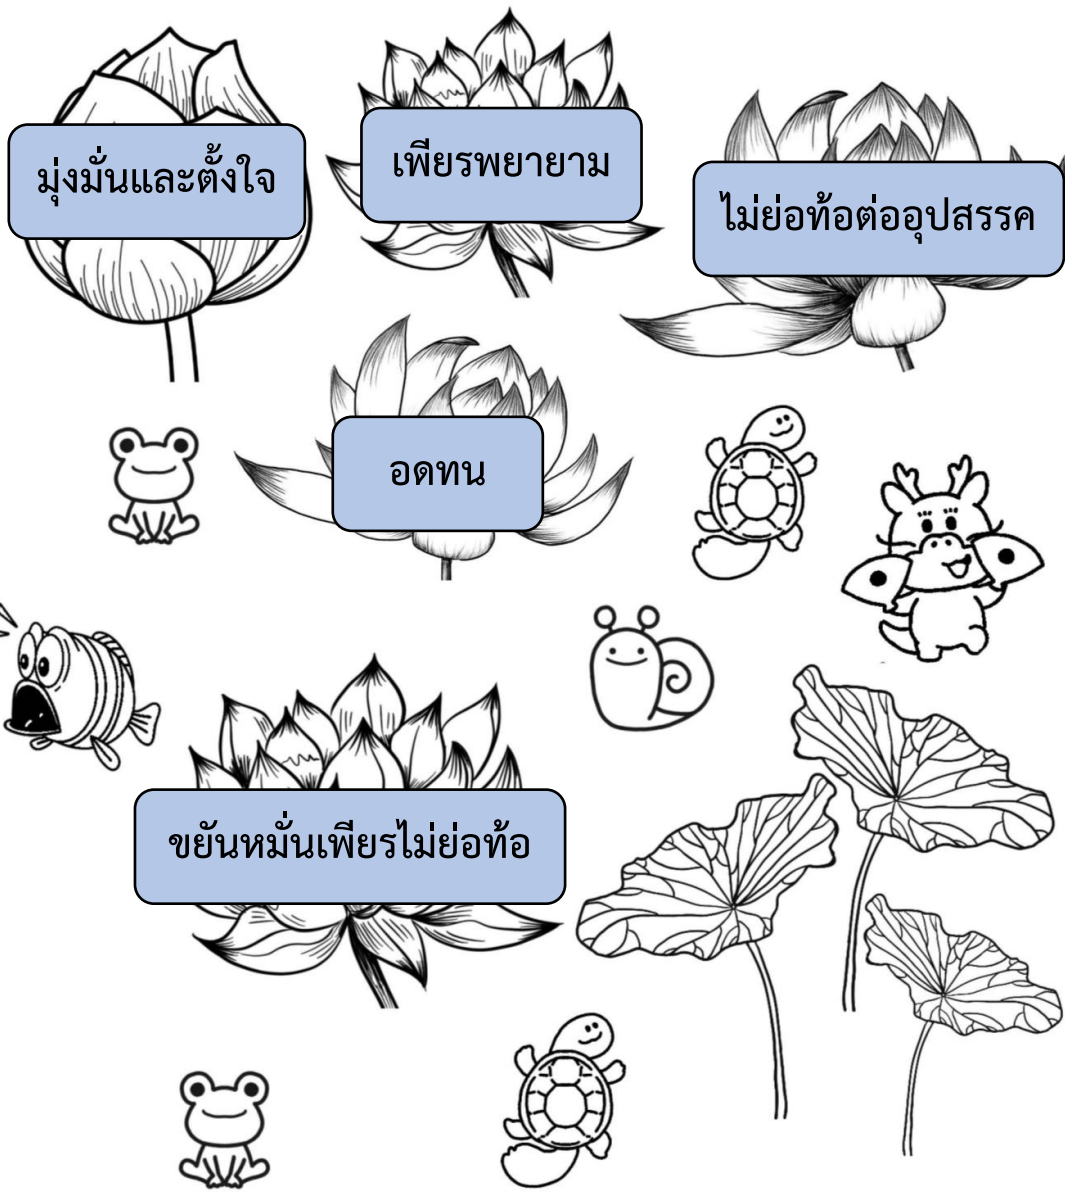 มุ่งมั่นและตั้งใจ
เพียรพยายาม
ไม่ย่อท้อต่ออุปสรรค
อดทน
ขยันหมั่นเพียรไม่ย่อท้อ